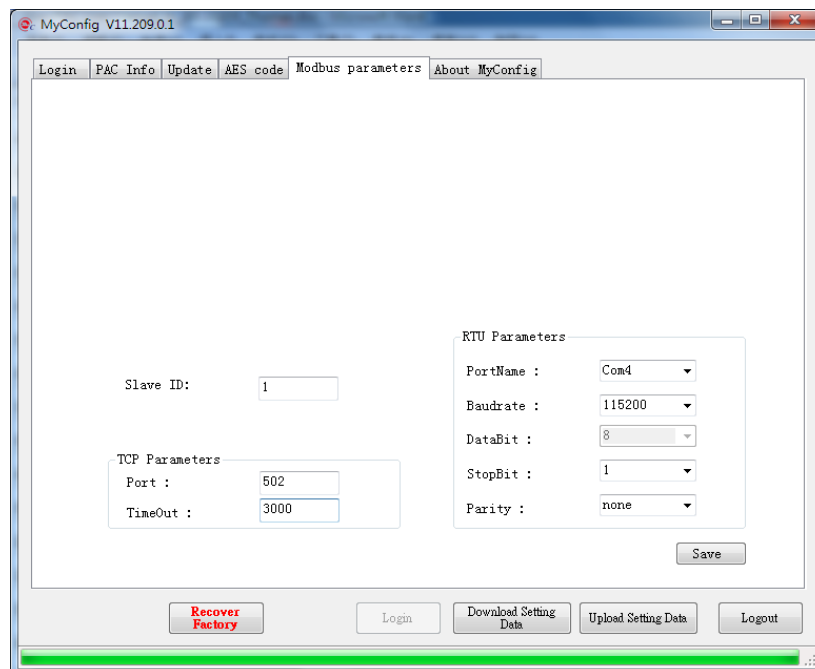 MyConfig V11.209.0.1
Login PAC Info Update AES code Modbus parameters About MyConfig
RTU Parameters
Slave ID: 1
PortName : Com4
Baudrate : 115200
DataBit : 8
TCP Parameters
Port : 502
StopBit : 1
TimeOut : 3000
Parity : none
Save
Recover
Factory
Login
Download Setting
Data
Upload Setting Data
Logout